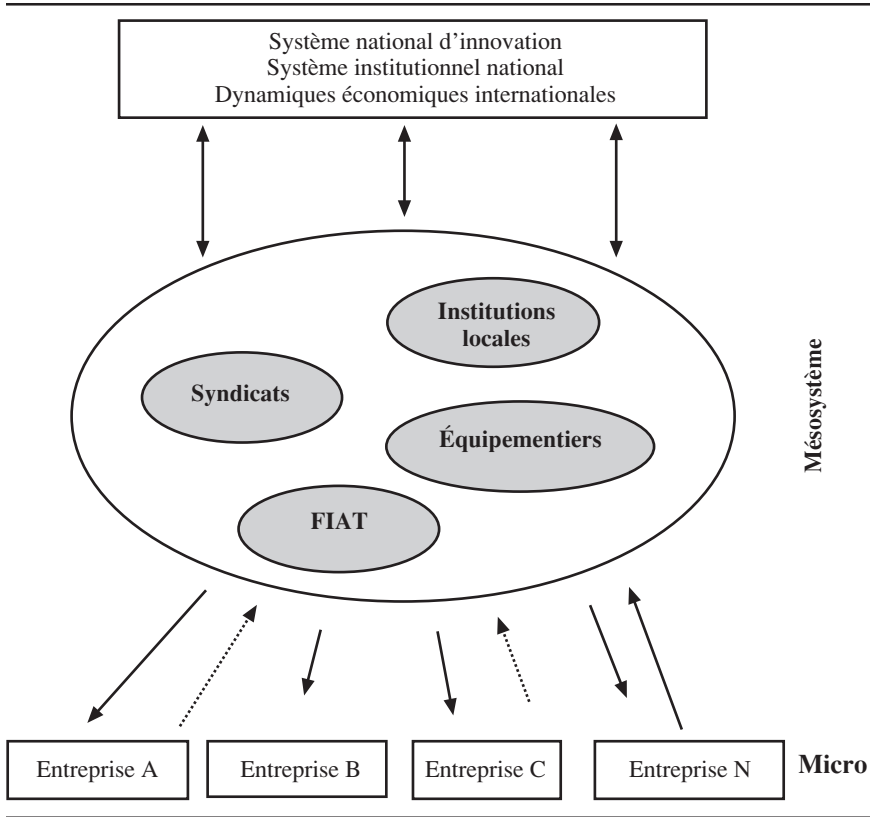 Système national d’innovation
Système institutionnel national
Dynamiques économiques internationales
Institutions
locales
Syndicats
Équipementiers
FIAT
Mésosystème
Entreprise A
Entreprise B
Entreprise C
Entreprise N
Micro